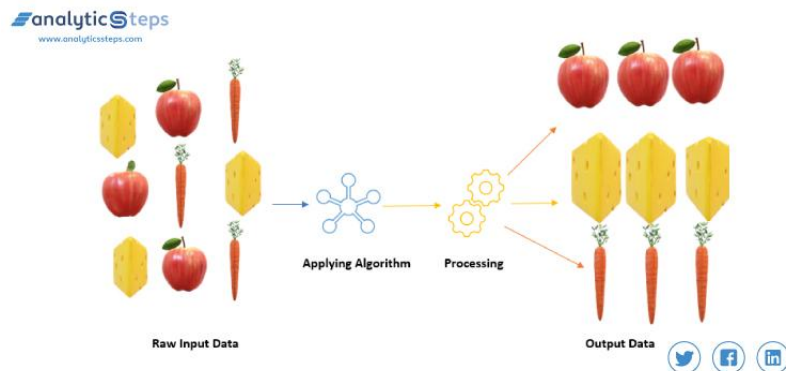 analyticSteps
www.analyticssteps.com
Applying Algorithm
Processing
Raw Input Data
Output Data